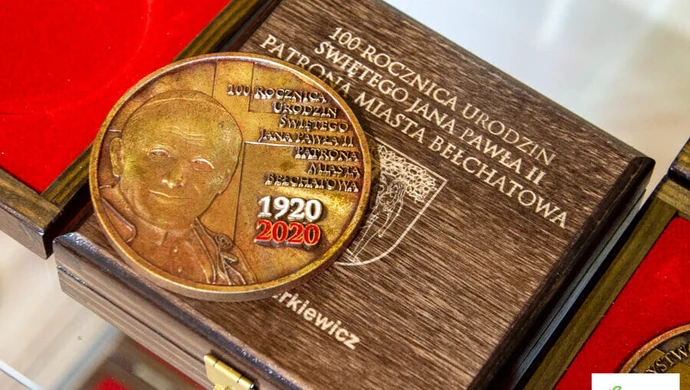 100 ROCZNICA
URODZIN
ŚWIĘTEGO
JANA PAWŁA II
PATRONA
MIASTA
BEŁCHATOWA
1920
2020
100 ROCZNICA URODZIN
ŚWIĘTEGO JANA PAWŁA II
PATRONA MIASTA BEŁCHATOWA